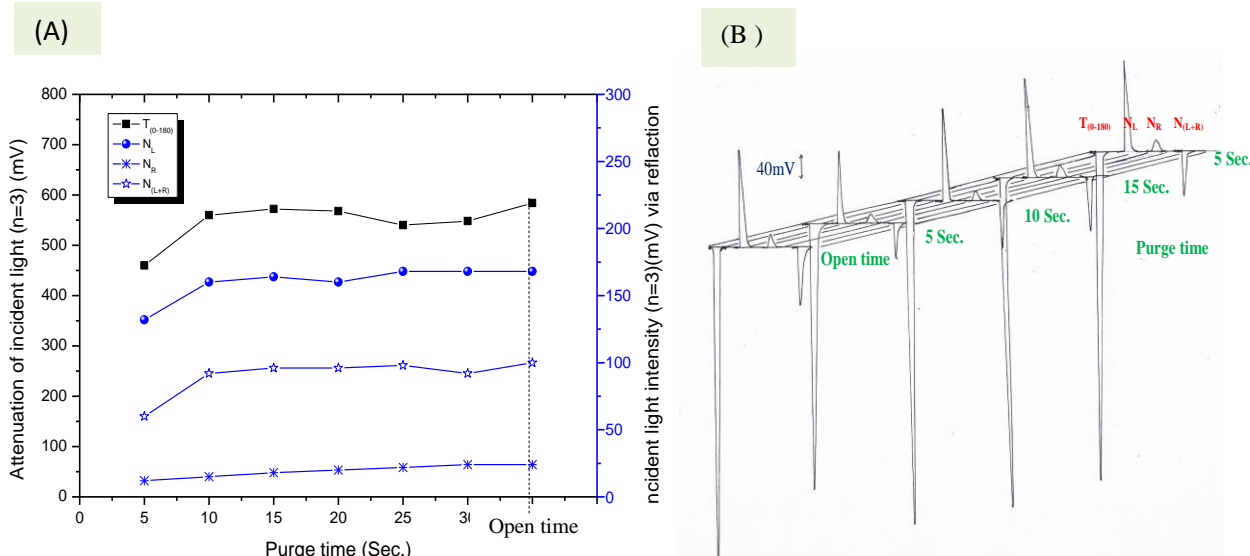 (A)
800
700
600
500
400
300
200
100
0
Attenuation of incident light (n=3) (mV)
T(0-180)
NL
NR
N(L+R)
300
250
200
150
100
50
0
ncident light intensity (n=3)(mV) via reflaction
0
5
10
15
20
25
30
Open time
Purge time (Sec.)
(B )
40mV
T(0-180) NL NR N(L+R)
5 Sec.
15 Sec.
10 Sec.
5 Sec.
Open time
Purge time